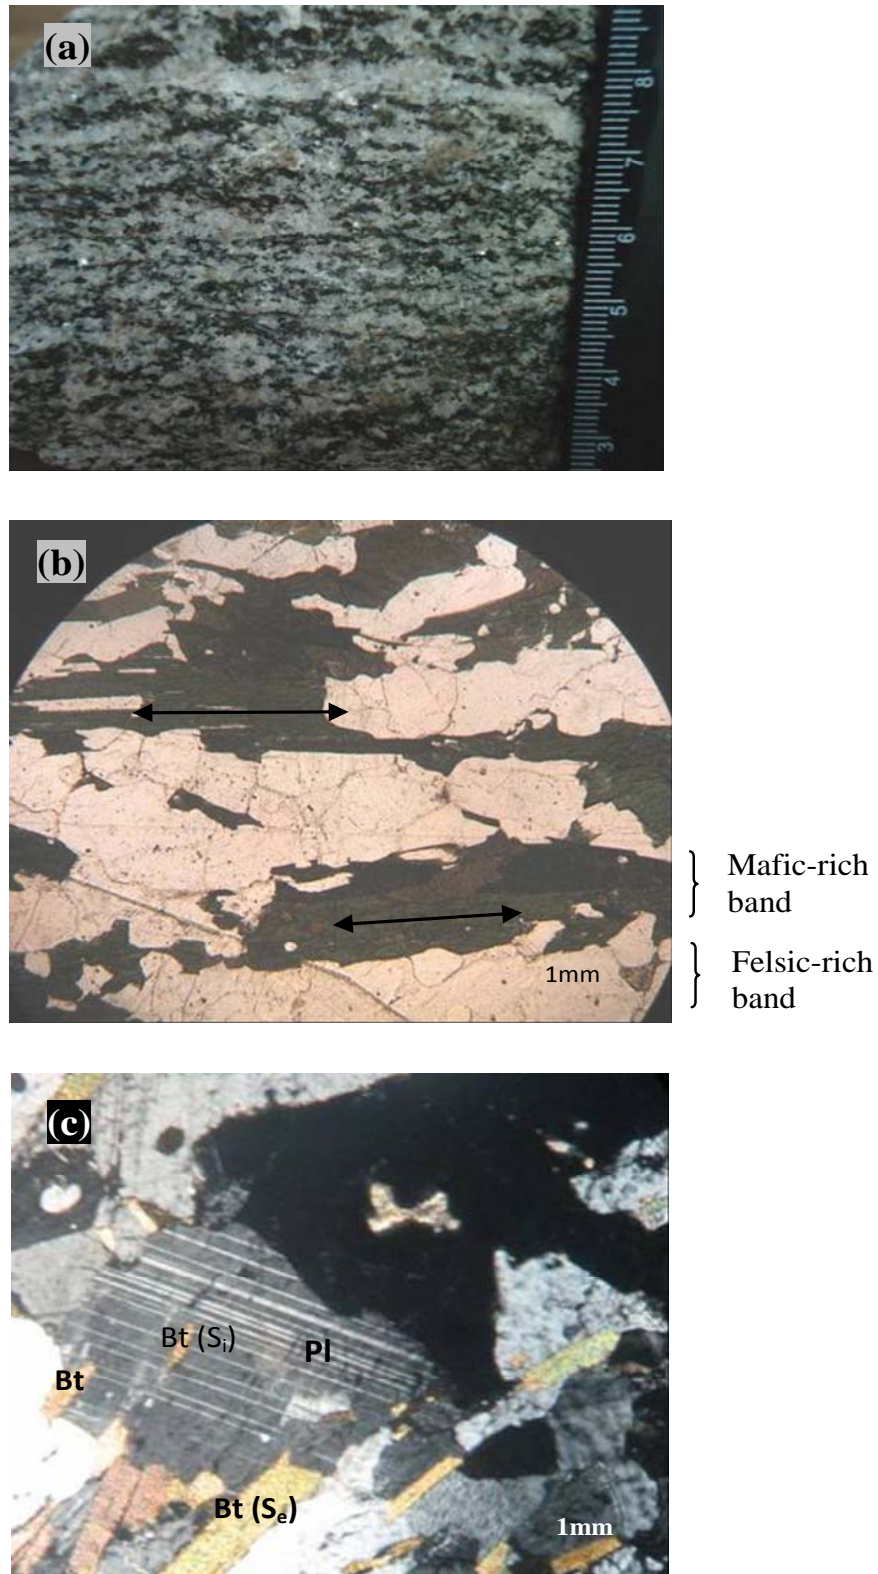 (a)
8
7
6
5
4
3
(b)
1mm
Mafic-rich
band
Felsic-rich
band
(c)
Bt (Si)
Pl
Bt
Bt (Se)
1mm